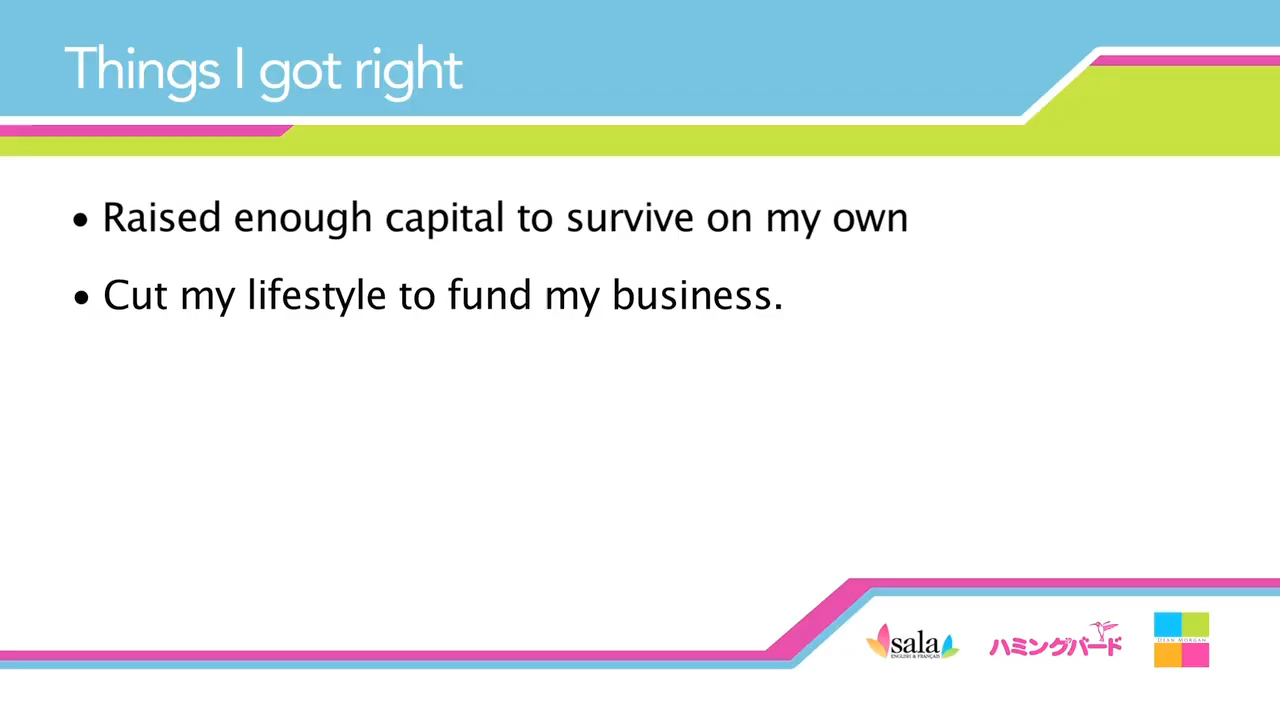 Things I got right
• Raised enough capital to survive on my own
• Cut my lifestyle to fund my business.
sala
ENGLISH & FRANÇAIS
ハミングバード
DEAN MORGAN